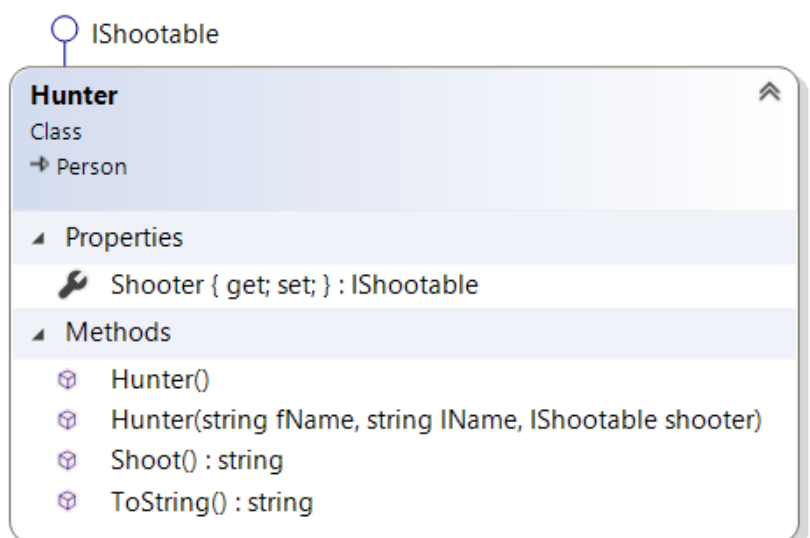 IShootable
Hunter
Class
Person
Properties
Shooter { get; set; } : IShootable
Methods
Hunter()
Hunter(string fName, string lName, IShootable shooter)
Shoot() : string
ToString() : string